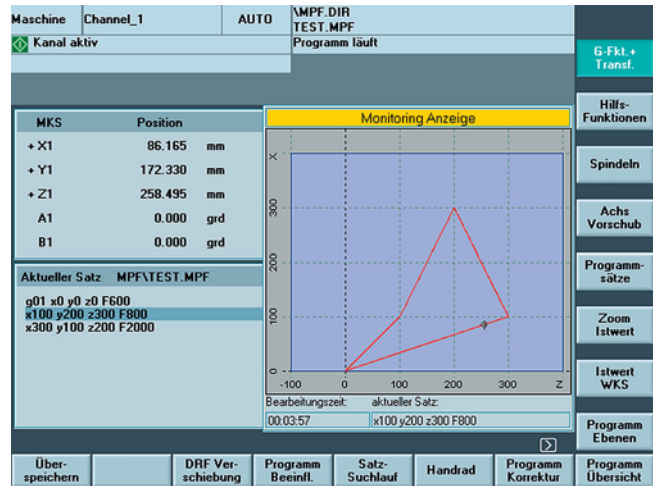 Maschine Channel_1 AUTO \MPF.DIR
TEST.MPF
Kanal aktiv Programm läuft
G-Fkt.+
Transf.
Hilfs-
Funktionen
Spindeln
Achs
Vorschub
Programm-
sätze
Zoom
Istwert
Istwert
WKS
Programm
Ebenen
MKS Position
+ X1 86.165 mm
+ Y1 172.330 mm
+ Z1 258.495 mm
A1 0.000 grd
B1 0.000 grd
Aktueller Satz MPF\TEST.MPF
g01 x0 y0 z0 F600
x100 y200 z300 F800
x300 y100 z200 F2000
Monitoring Anzeige
X
300
200
100
0
-100 0 100 200 300 Z
Bearbeitungszeit: aktueller Satz:
00:03:57 x100 y200 z300 F800
Über-
speichern
DRF Ver-
schiebung
Programm
Beeinfl.
Satz-
Suchlauf
Handrad
Programm
Korrektur
Programm
Übersicht